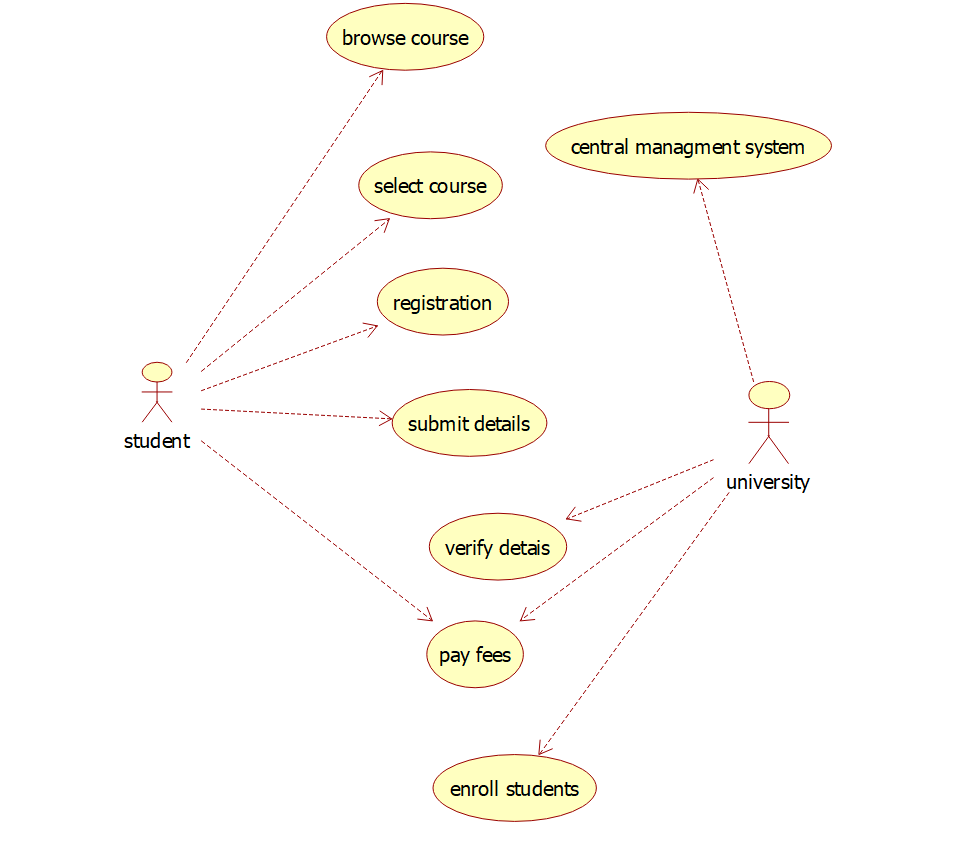 browse course
central managment system
select course
registration
submit details
student
university
verify detais
pay fees
enroll students